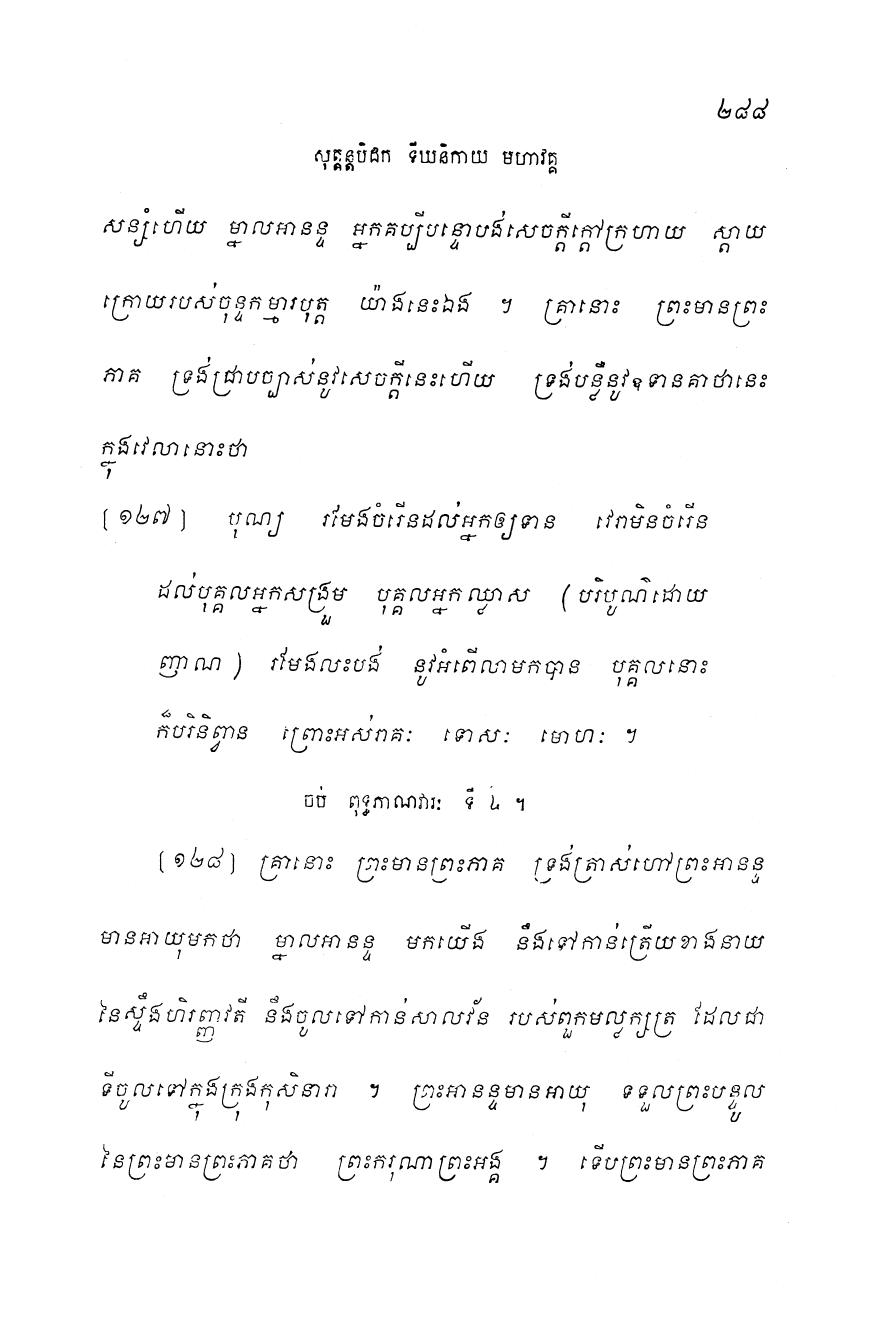 ២៨៨
សុត្តន្តបិដក ទីឃនិកាយ មហាវគ្គ
សន្សំហើយ ម្នាលអានន្ទ អ្នកគប្បីបន្ទោបង់សេចក្តីក្តៅក្រហាយ ស្តាយ
ក្រោយរបស់ចុន្ទកម្មារបុត្ត យ៉ាងនេះឯង ។ គ្រានោះ ព្រះមានព្រះ
ភាគ ទ្រង់ជ្រាបច្បាស់នូវសេចក្តីនេះហើយ ទ្រង់បន្លឺនូវឧទានគាថានេះ
ក្នុងវេលានោះថា
(១២៧) បុណ្យ រមែងចំរើនដល់អ្នកឲ្យទាន វេរាមិនចំរើន
ដល់បុគ្គលអ្នកសង្រួម បុគ្គលអ្នកឈ្លាស (បរិបូណ៌ដោយ
ញាណ) រមែងលះបង់ នូវអំពើលាមកបាន បុគ្គលនោះ
ក៏បរិនិព្វាន ព្រោះអស់រាគៈ ទោសៈ មោហៈ ។
ចប់ ពុទ្ធភាណវារៈ ទី ៤ ។
(១២៨) គ្រានោះ ព្រះមានព្រះភាគ ទ្រង់ត្រាស់ហៅព្រះអានន្ទ
មានអាយុមកថា ម្នាលអានន្ទ មកយើង នឹងទៅកាន់ត្រើយខាងនាយ
នៃស្ទឹងហិរញ្ញវតី នឹងចូលទៅកាន់សាលវ័ន របស់ពួកមល្លក្សត្រ ដែលជា
ទីចូលទៅក្នុងក្រុងកុសិនារា ។ ព្រះអានន្ទមានអាយុ ទទួលព្រះបន្ទូល
នៃព្រះមានព្រះភាគថា ព្រះករុណាព្រះអង្គ ។ ទើបព្រះមានព្រះភាគ